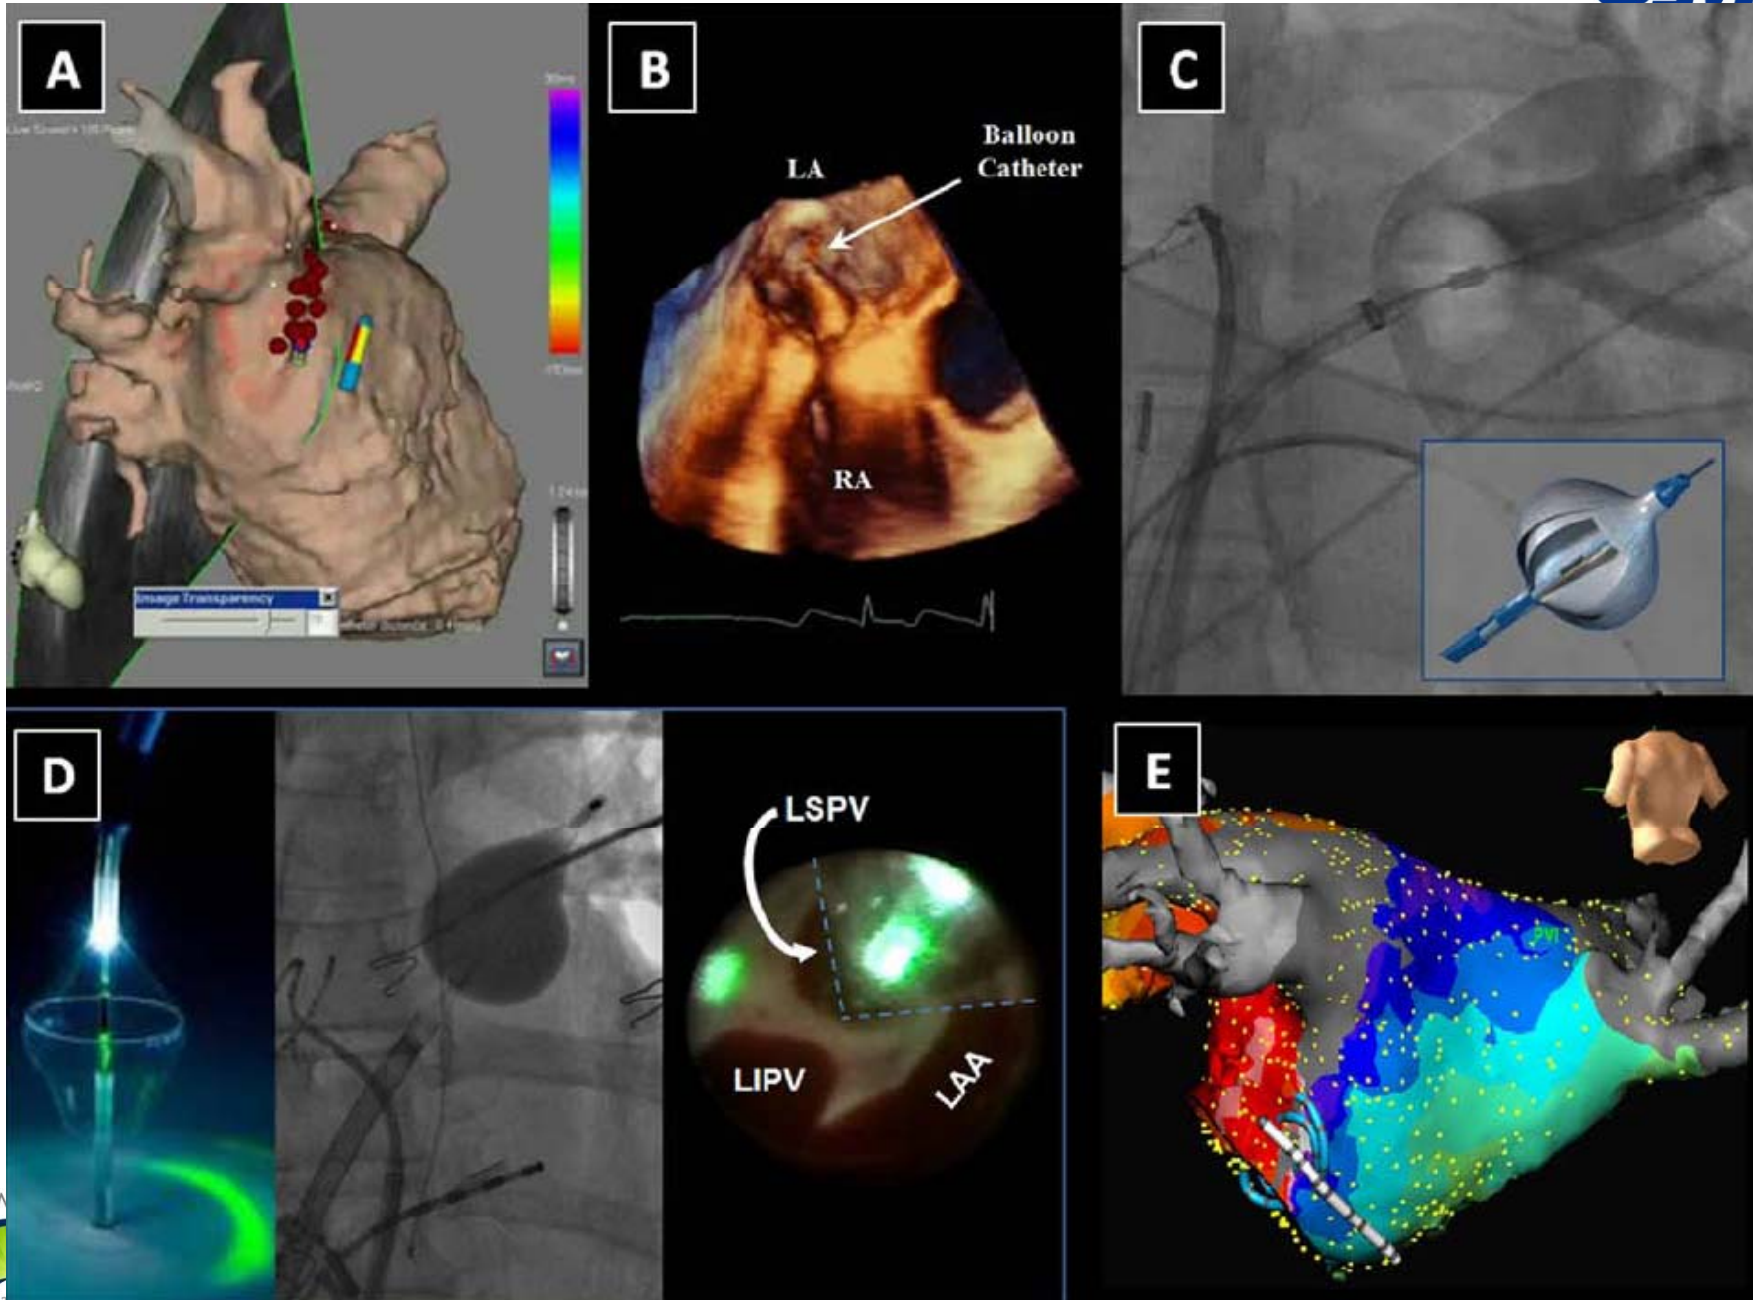 A
B
C
LA
Balloon
Catheter
RA
Image Transparency
D
LSPV
LIPV
LAA
E
PVI